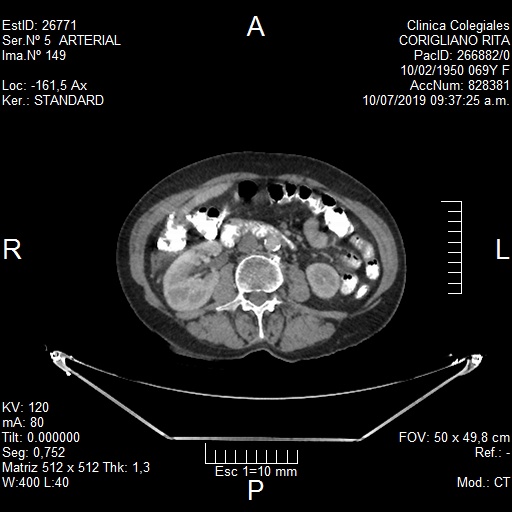 EstID: 26771
Ser.Nº 5 ARTERIAL
Ima.Nº 149
Loc: -161,5 Ax
Ker.: STANDARD
A
Clinica Colegiales
CORIGLIANO RITA
PacID: 266882/0
10/02/1950 069Y F
AccNum: 828381
10/07/2019 09:37:25 a.m.
R
L
KV: 120
mA: 80
Tilt: 0.000000
Seg: 0,752
Matriz 512 x 512 Thk: 1,3
W:400 L:40
Esc 1=10 mm
P
FOV: 50 x 49,8 cm
Ref.: -
Mod.: CT